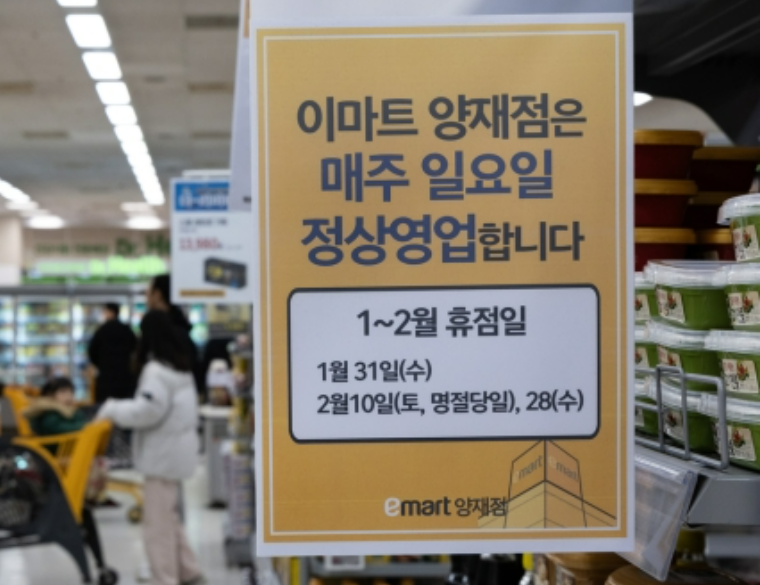 이마트 양재점은
매주 일요일
정상영업합니다
1~2월 휴점일
1월 31일(수)
2월10일(토, 명절당일), 28(수)
emart 양재점
emart